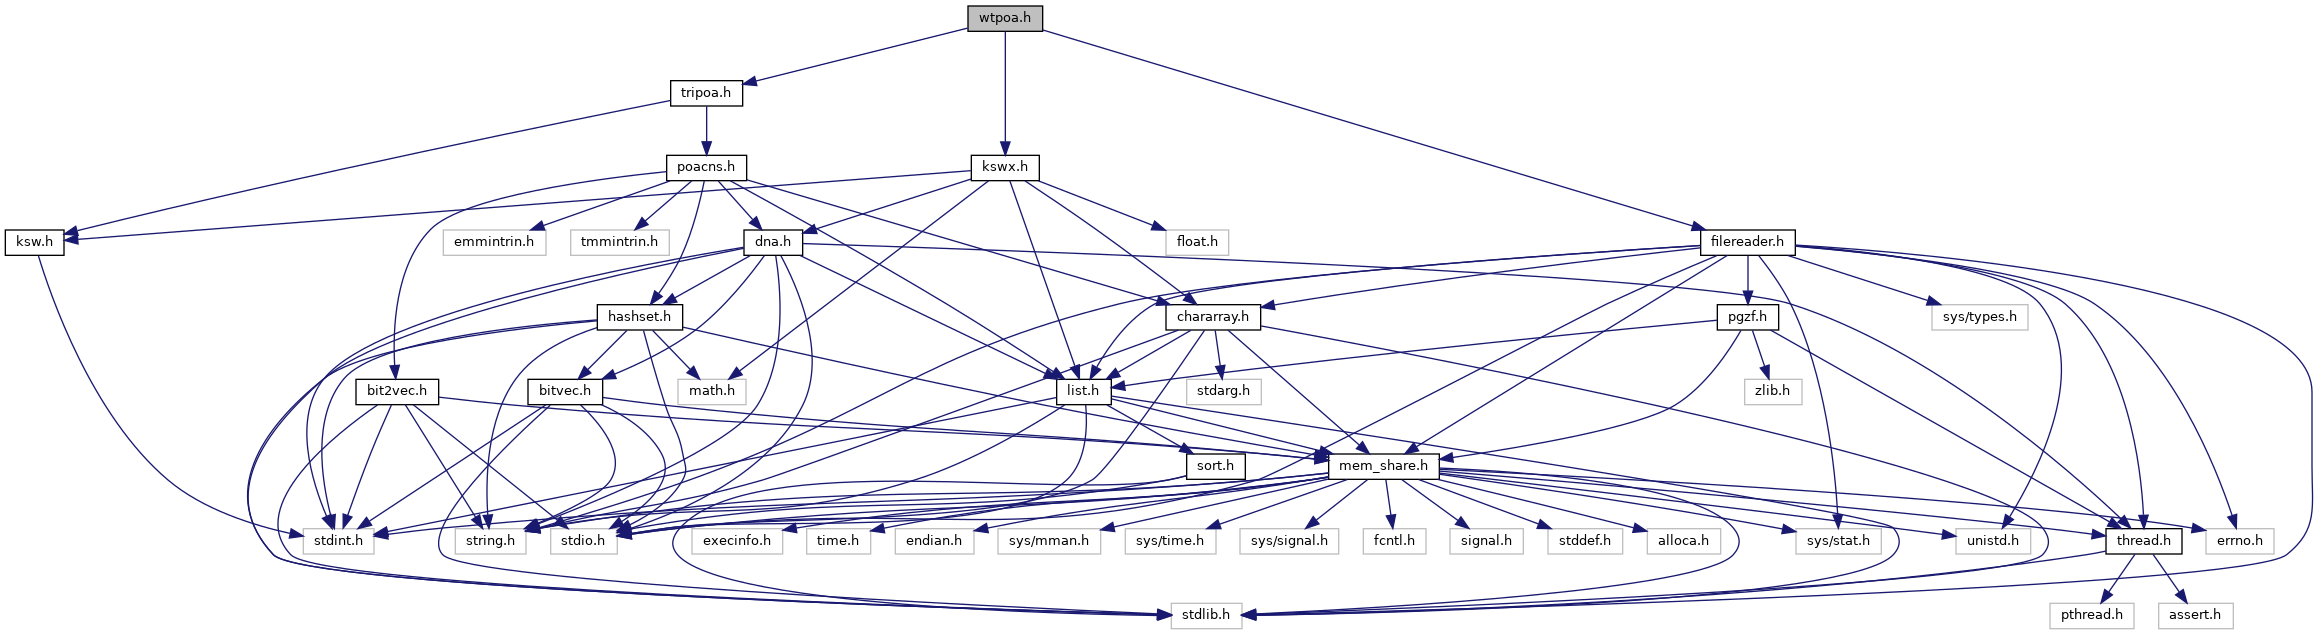 wtpoa.h
tripoa.h
poacns.h
kswx.h
ksw.h
emmintrin.h
tmmintrin.h
dna.h
float.h
filereader.h
hashset.h
chararray.h
pgzf.h
sys/types.h
bit2vec.h
bitvec.h
math.h
list.h
stdarg.h
zlib.h
sort.h
mem_share.h
stdint.h
string.h
stdio.h
execinfo.h
time.h
endian.h
sys/mman.h
sys/time.h
sys/signal.h
fcntl.h
signal.h
stddef.h
alloca.h
sys/stat.h
unistd.h
thread.h
errno.h
stdlib.h
pthread.h
assert.h